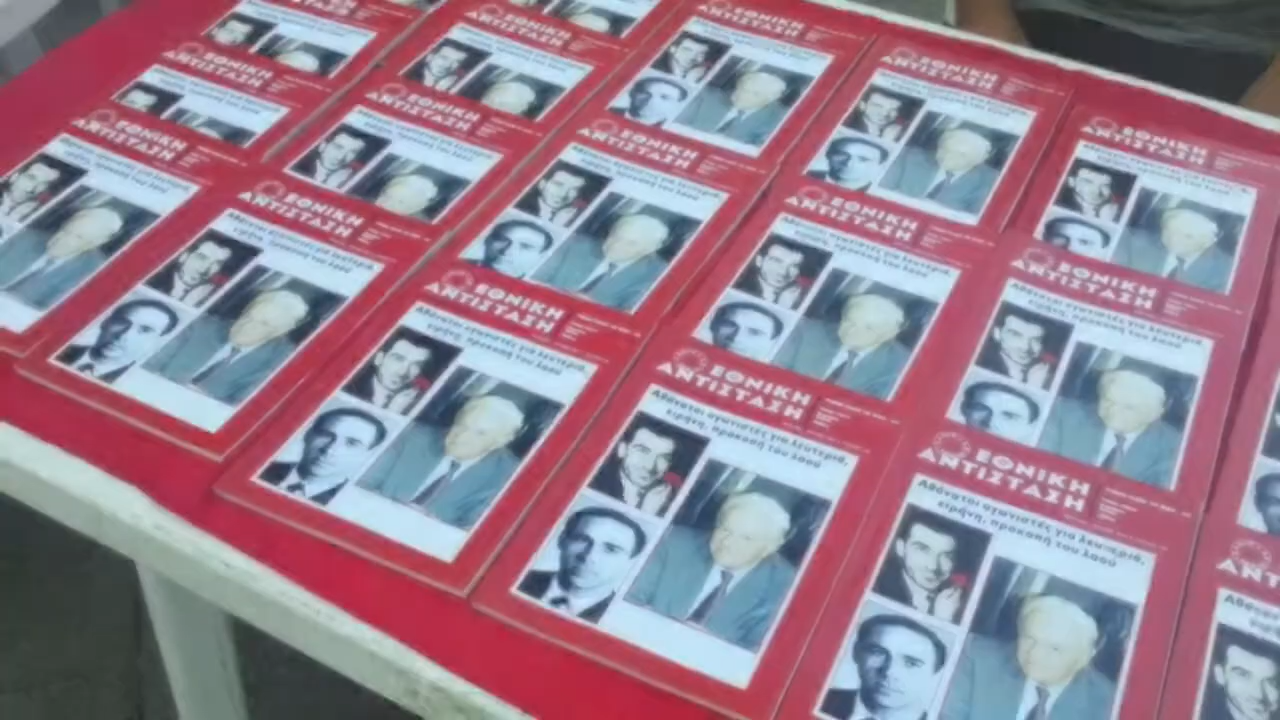 ΕΘΝΙΚΗ
ΑΝΤΙΣΤΑΣΗ
Αθάνατοι αγωνιστές για λευτεριά,
ειρήνη, προκοπή του λαού